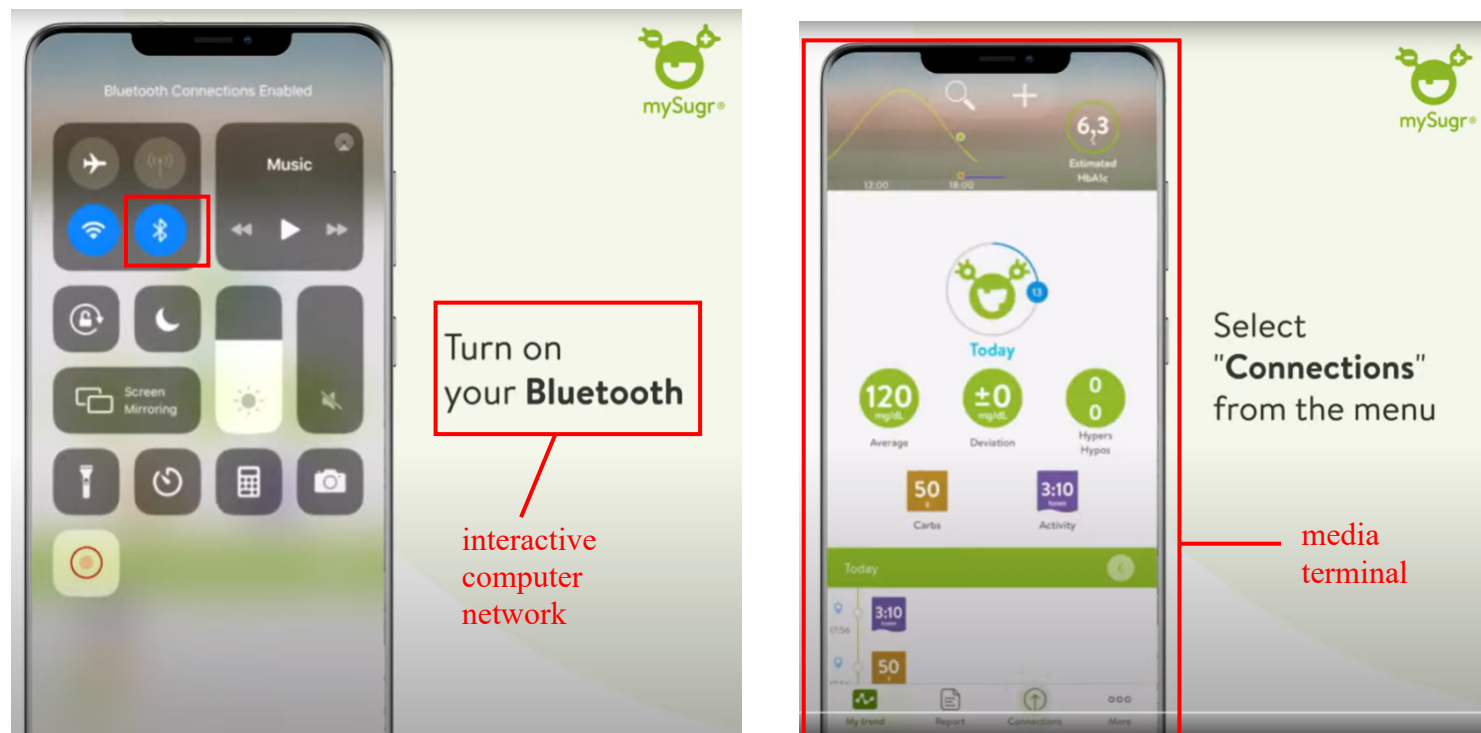 Bluetooth Connections Enabled
Music
Screen
Mirroring
mySugr®
Turn on
your Bluetooth
interactive
computer
network
6,3
%
Estimated
HbA1c
12:00
18:00
13
Today
120
mg/dL
Average
±0
mg/dL
Deviation
0
0
Hypers
Hypos
50
g
Carbs
3:10
hours
Activity
Today
3:10
hours
17:56
50
My trend
Report
Connections
More
mySugr®
Select
"Connections"
from the menu
media
terminal